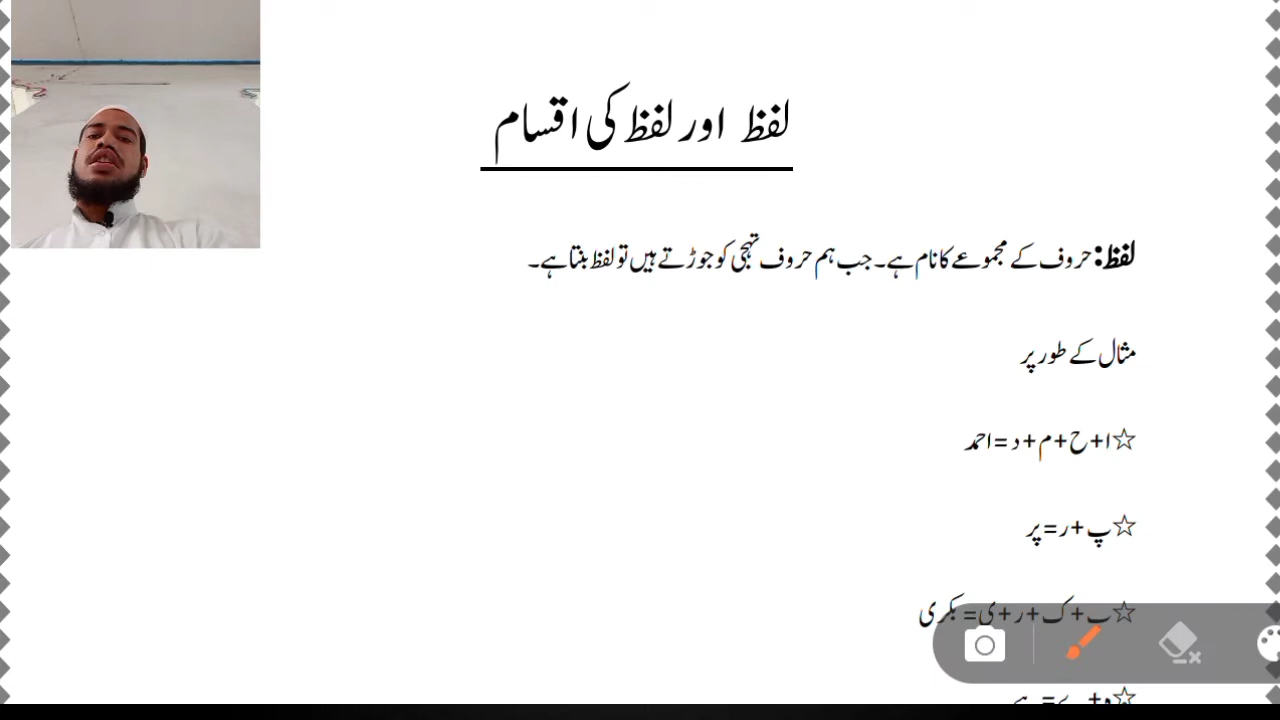 لفظ اور لفظ کی اقسام
لفظ: حروف کے مجموعے کا نام ہے۔ جب ہم حروف تہجی کو جوڑتے ہیں تو لفظ بنتا ہے۔
مثال کے طور پر
☆ا+ح+م+د=احمد
☆پ+ر=پر
☆ب+ک+ر+ی=بکری